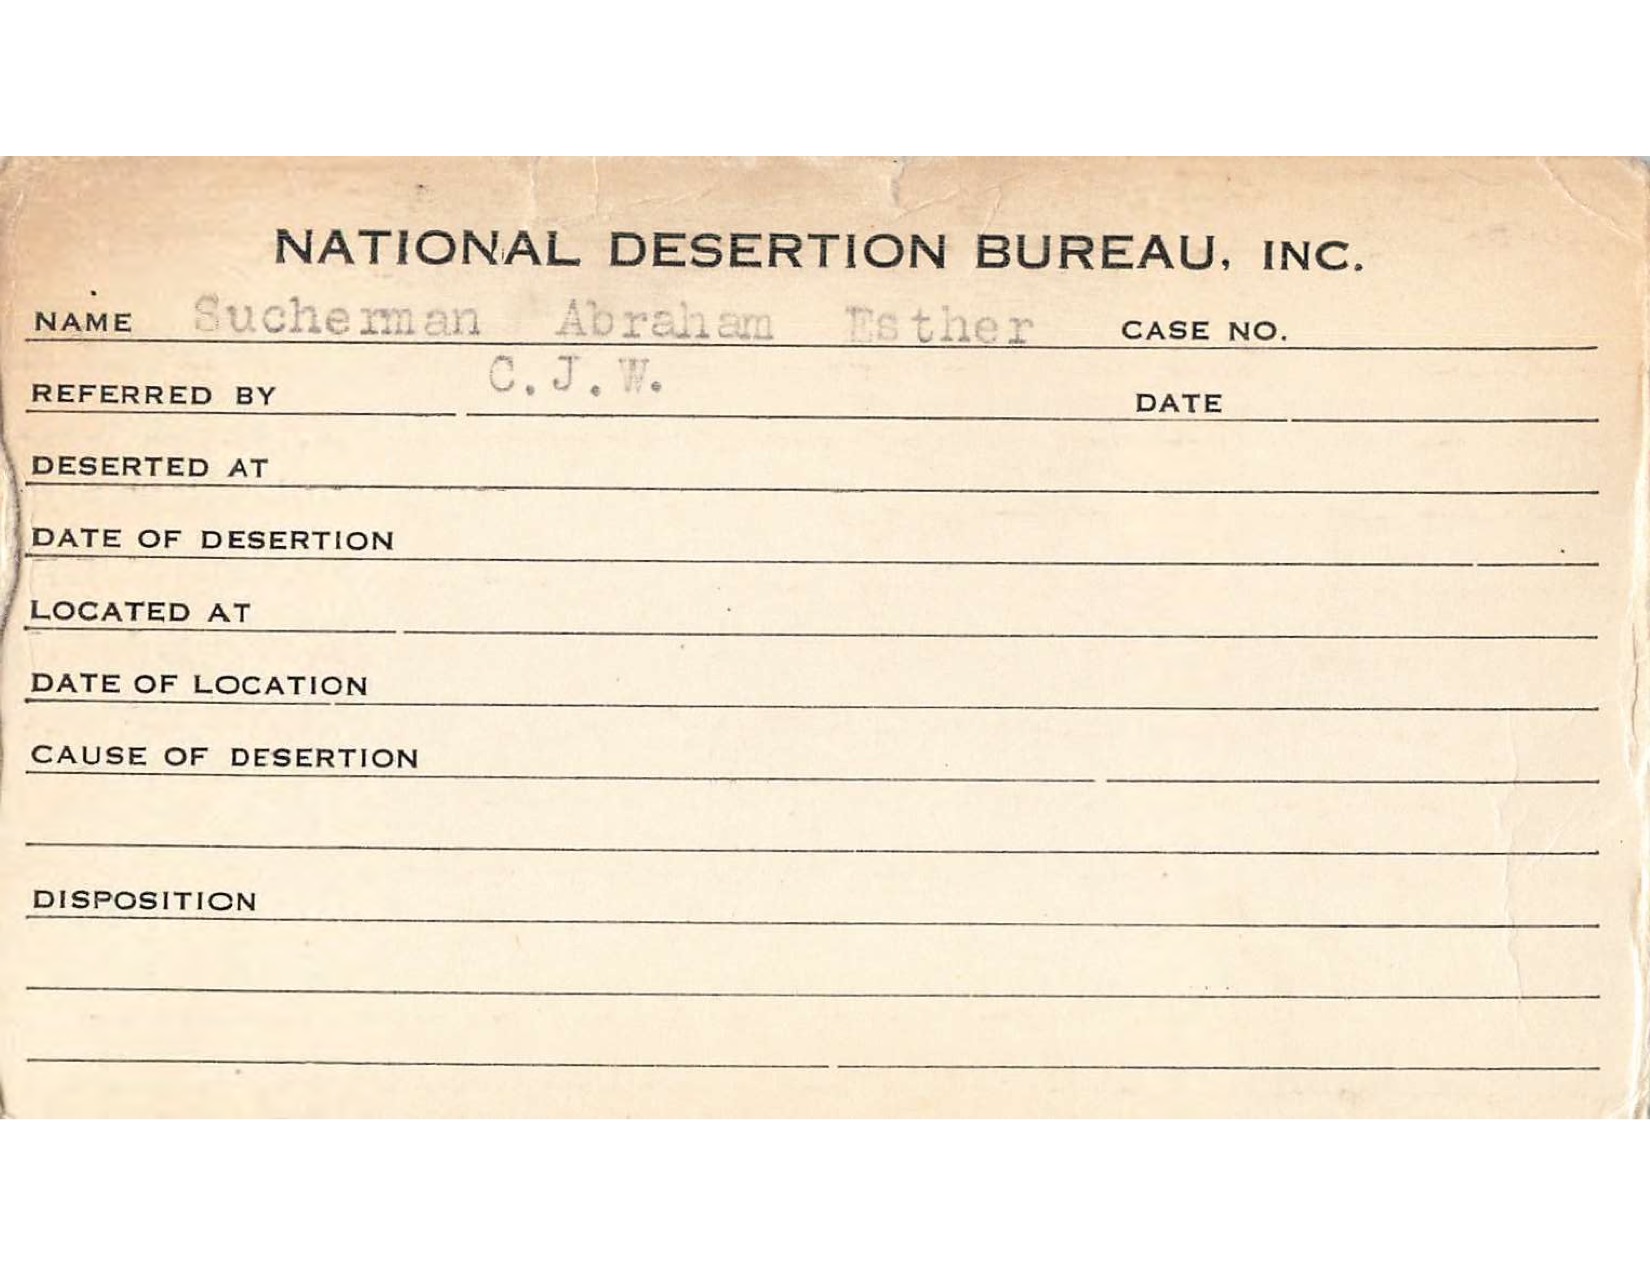 NATIONAL DESERTION BUREAU, INC.
NAME Sucherman Abraham Esther CASE NO.
REFERRED BY C.J.W. DATE
DESERTED AT
DATE OF DESERTION
LOCATED AT
DATE OF LOCATION
CAUSE OF DESERTION
DISPOSITION